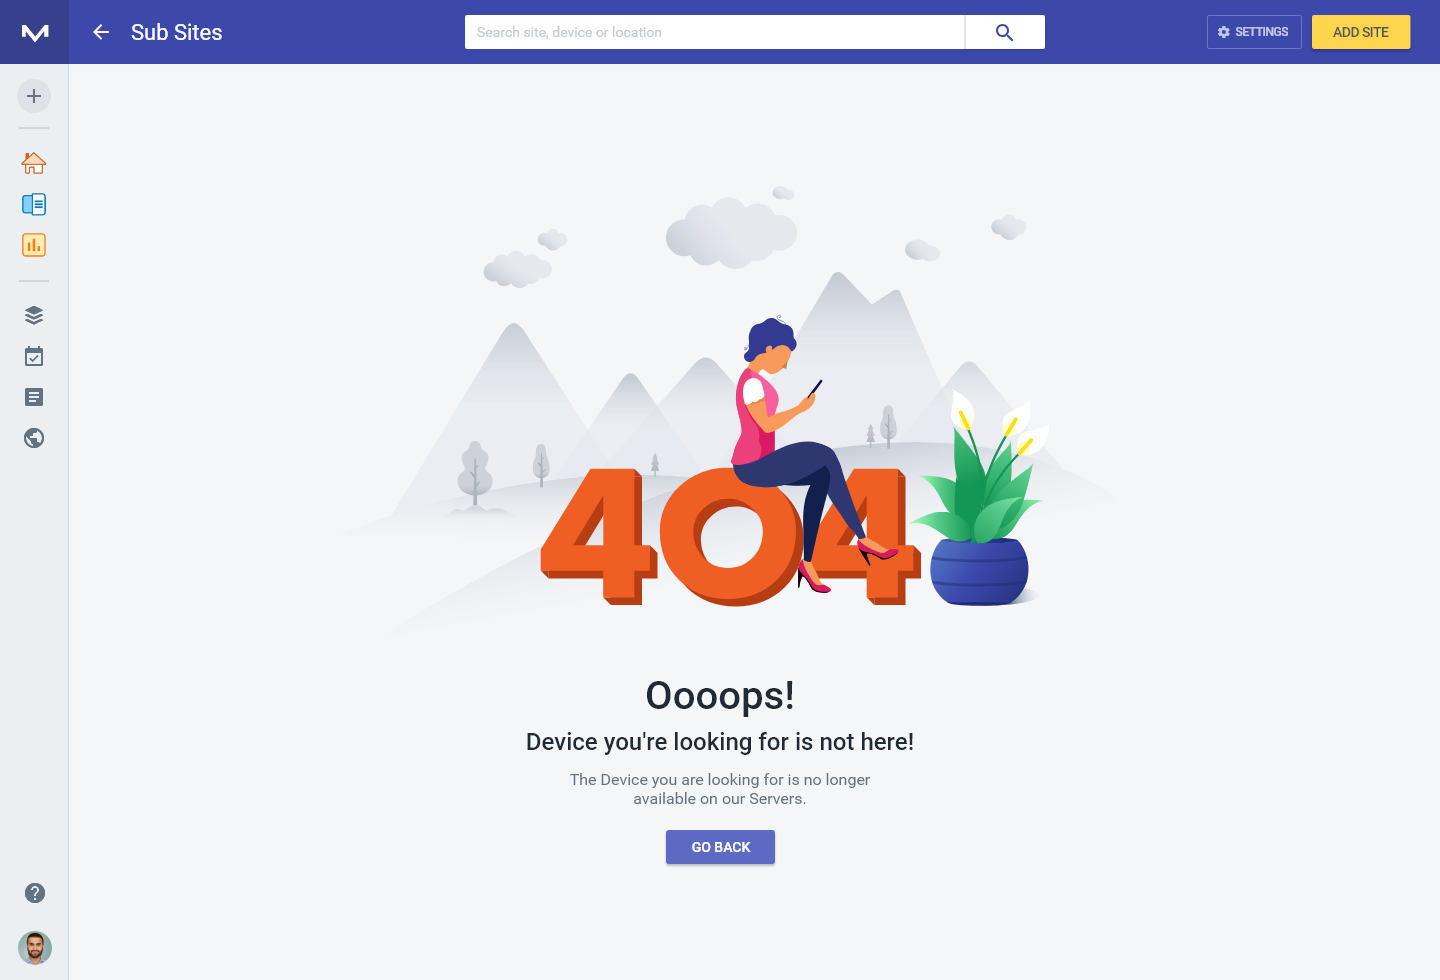 Sub Sites
Search site, device or location
SETTINGS
ADD SITE
404
Oooops!
Device you're looking for is not here!
The Device you are looking for is no longer
available on our Servers.
GO BACK